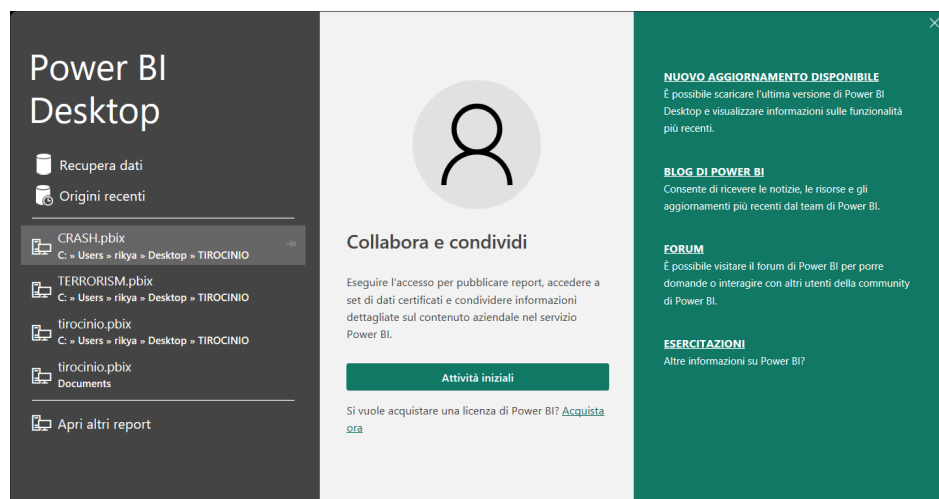 Power BI
Desktop
Recupera dati
Origini recenti
CRASH.pbix
C: » Users » rikya » Desktop » TIROCINIO
TERRORISM.pbix
C: » Users » rikya » Desktop » TIROCINIO
tirocinio.pbix
C: » Users » rikya » Desktop » TIROCINIO
tirocinio.pbix
Documents
Apri altri report
Collabora e condividi
Eseguire l'accesso per pubblicare report, accedere a
set di dati certificati e condividere informazioni
dettagliate sul contenuto aziendale nel servizio
Power BI.
Attività iniziali
Si vuole acquistare una licenza di Power BI? Acquista
ora
NUOVO AGGIORNAMENTO DISPONIBILE
È possibile scaricare l'ultima versione di Power BI
Desktop e visualizzare informazioni sulle funzionalità
più recenti.
BLOG DI POWER BI
Consente di ricevere le notizie, le risorse e gli
aggiornamenti più recenti dal team di Power BI.
FORUM
È possibile visitare il forum di Power BI per porre
domande o interagire con altri utenti della community
di Power BI.
ESERCITAZIONI
Altre informazioni su Power BI?